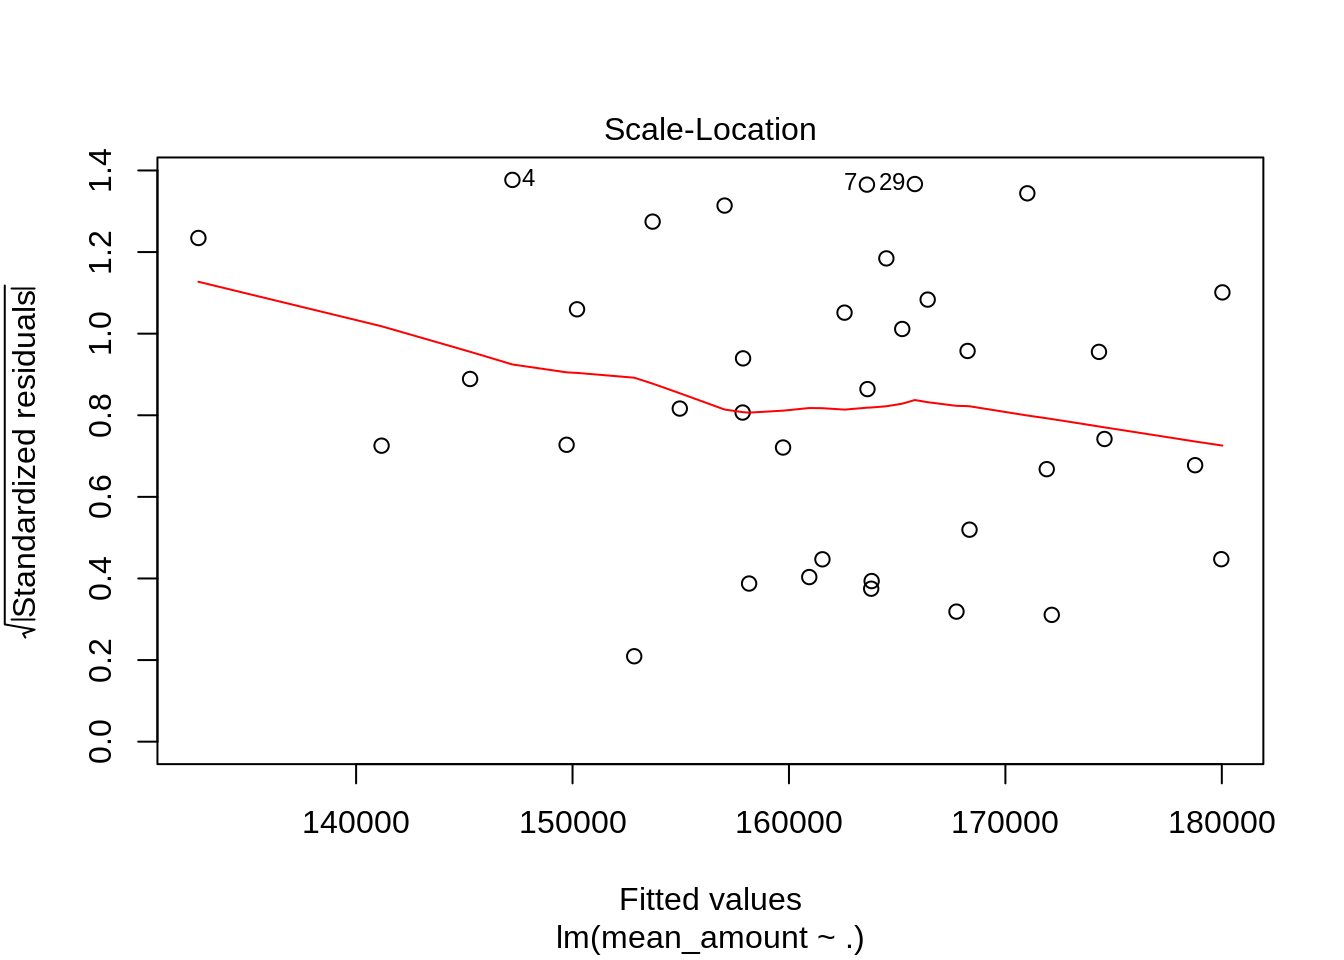 Scale-Location
√|Standardized residuals|
1.4
1.2
1.0
0.8
0.6
0.4
0.2
0.0
4
7
29
140000 150000 160000 170000 180000
Fitted values
lm(mean_amount ~ .)